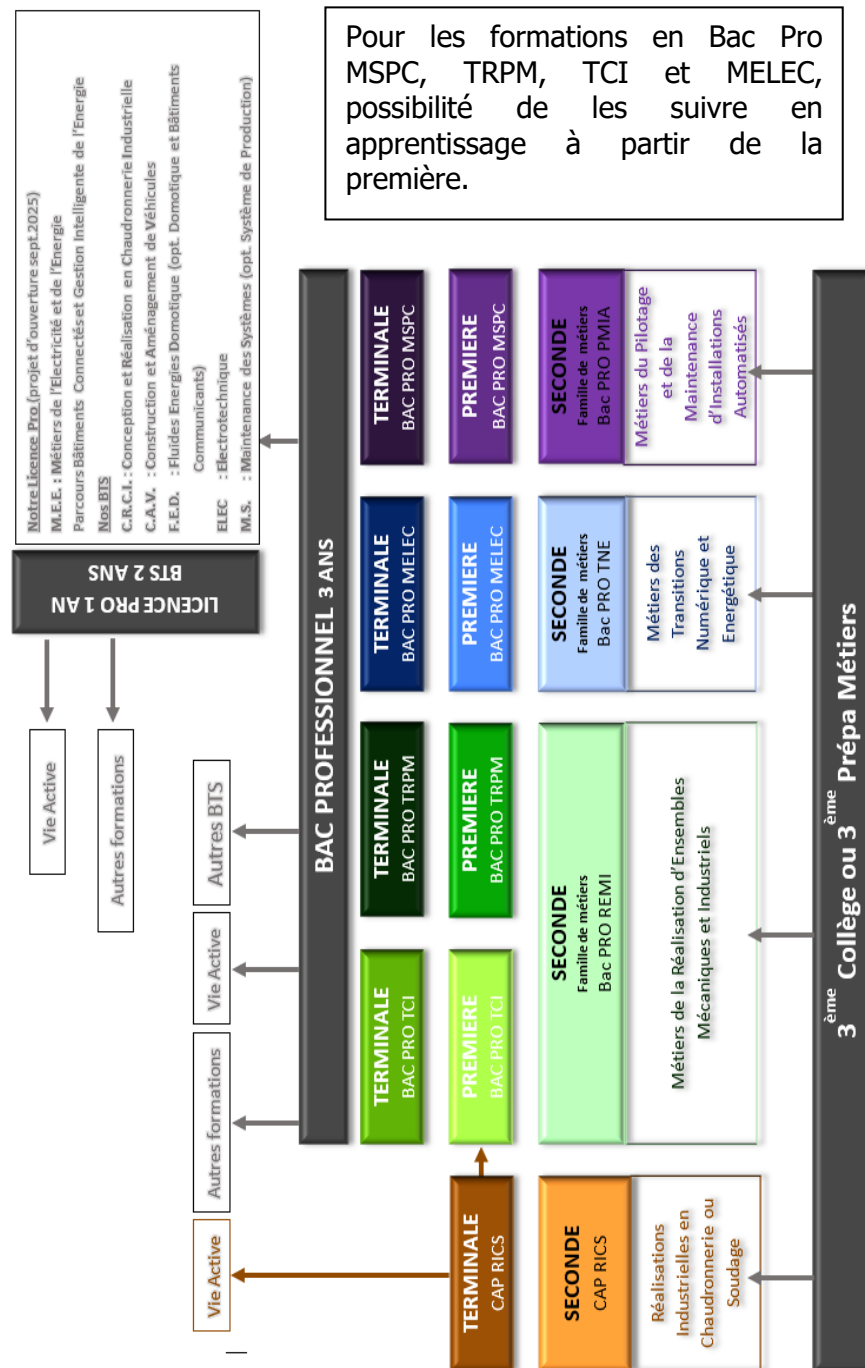 Pour les formations en Bac Pro
MSPC, TRPM, TCI et MELEC,
possibilité de les suivre en
apprentissage à partir de la
première.
Notre Licence Pro (projet d'ouverture sept.2025)
M.E.E. : Métiers de l'Electricité et de l'Energie
Parcours Bâtiments Connectés et Gestion Intelligente de l'Energie
Nos BTS
C.R.C.I. : Conception et Réalisation en Chaudronnerie Industrielle
C.A.V. : Construction et Aménagement de Véhicules
F.E.D. : Fluides Energies Domotique (opt. Domotique et Bâtiments
Communicants)
ELEC : Electrotechnique
M.S. : Maintenance des Systèmes (opt. Système de Production)
LICENCE PRO 1 AN
BTS 2 ANS
Vie Active
Autres formations
Vie Active
Autres formations
Vie Active
Autres BTS
BAC PROFESSIONNEL 3 ANS
TERMINALE
BAC PRO TCI
TERMINALE
BAC PRO TRPM
TERMINALE
BAC PRO MELEC
TERMINALE
BAC PRO MSPC
TERMINALE
CAP RICS
PREMIERE
BAC PRO TCI
PREMIERE
BAC PRO TRPM
PREMIERE
BAC PRO MELEC
PREMIERE
BAC PRO MSPC
SECONDE
CAP RICS
SECONDE
Famille de métiers
Bac PRO REMI
SECONDE
Famille de métiers
Bac PRO TNE
SECONDE
Famille de métiers
Bac PRO PMIA
Réalisations
Industrielles en
Chaudronnerie ou
Soudage
Métiers de la Réalisation d'Ensembles
Mécaniques et Industriels
Métiers des
Transitions
Numérique et
Energétique
Métiers du Pilotage
et de la
Maintenance
d'Installations
Automatisés
3 ème Collège ou 3 ème Prépa Métiers